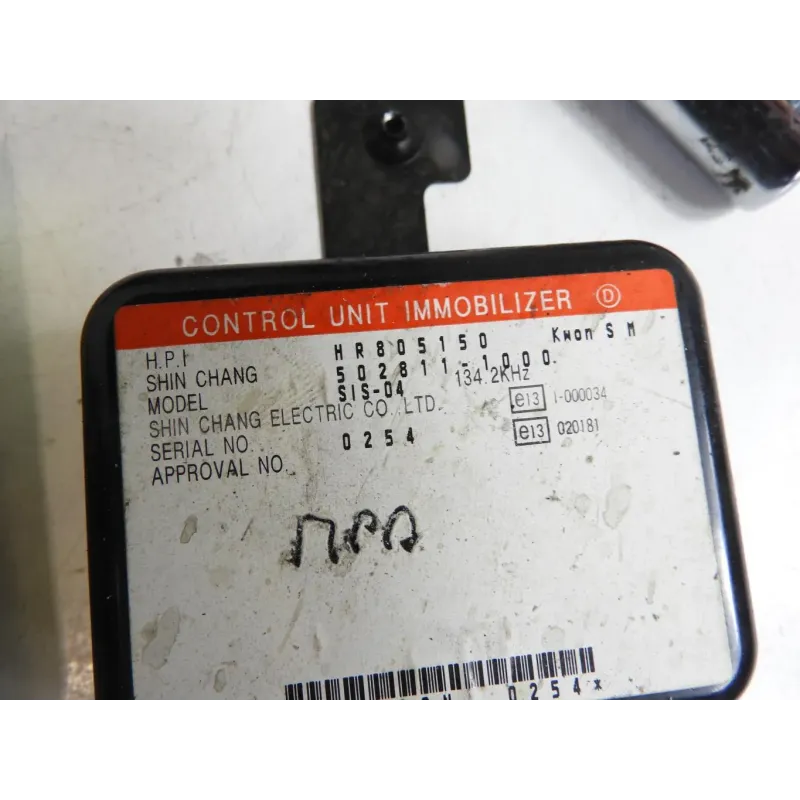 CONTROL UNIT IMMOBILIZER D
H.P.I HR805150 Kwon S M
SHIN CHANG 502811-1000
MODEL SIS-04 134.2KHz
SHIN CHANG ELECTRIC CO., LTD. e13 I-000034
SERIAL NO. 0254 e13 020181
APPROVAL NO.
0254*